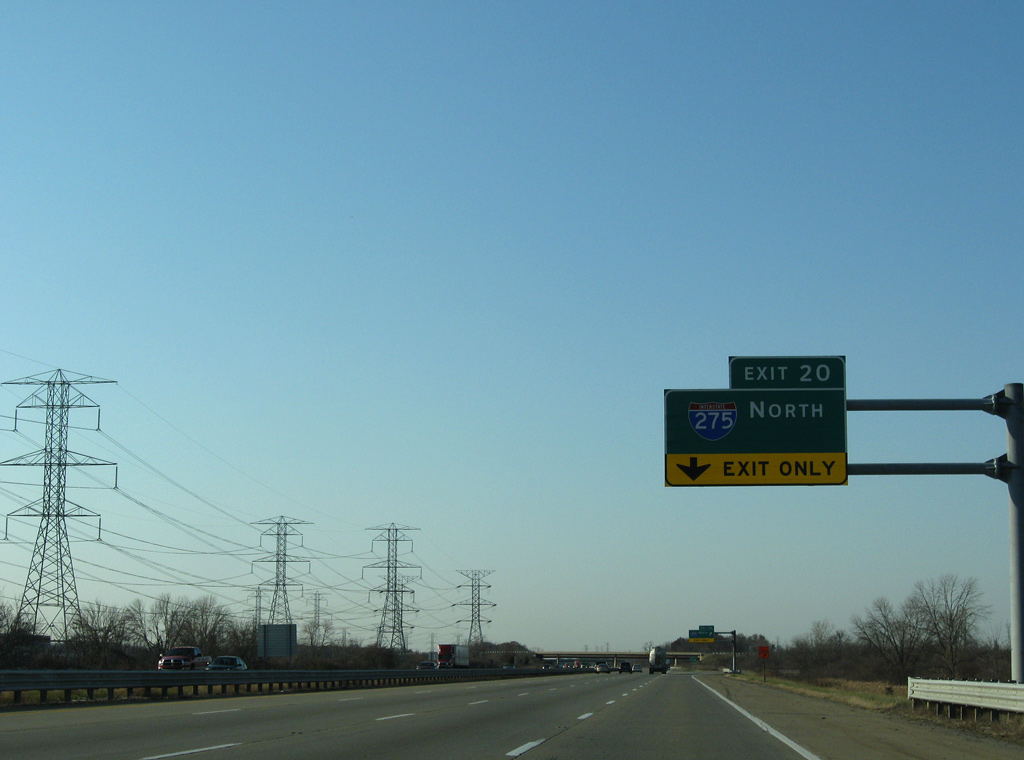 EXIT 20
INTERSTATE
275 NORTH
EXIT ONLY